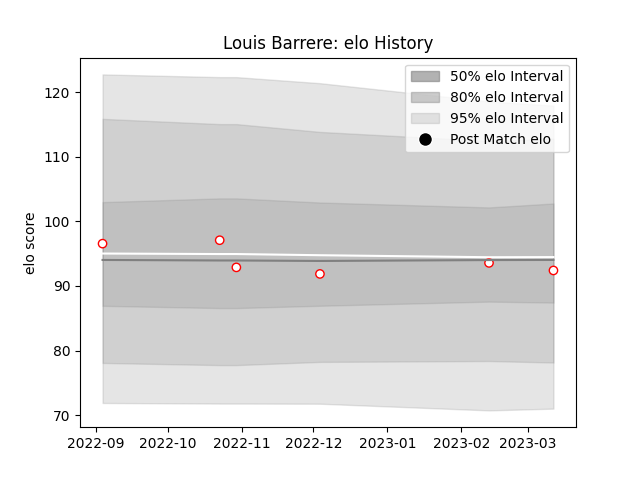 Louis Barrere: elo History
50% elo Interval
80% elo Interval
95% elo Interval
Post Match elo
elo score
120
110
100
90
80
70
2022-09 2022-10 2022-11 2022-12 2023-01 2023-02 2023-03